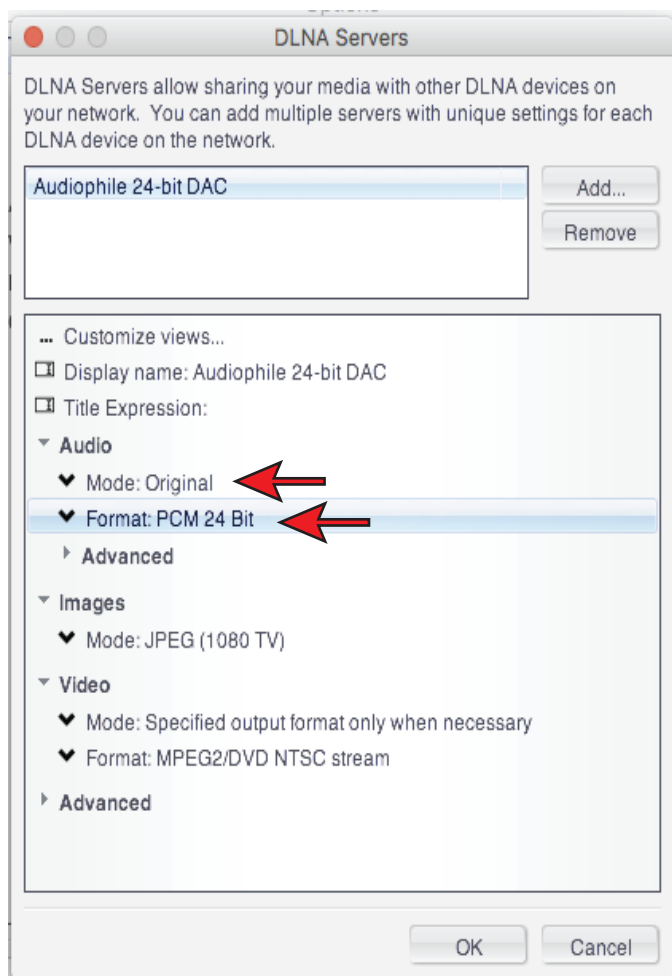 DLNA Servers
DLNA Servers allow sharing your media with other DLNA devices on
your network.  You can add multiple servers with unique settings for each
DLNA device on the network.
Audiophile 24-bit DAC
Add...
Remove
... Customize views...
Display name: Audiophile 24-bit DAC
Title Expression:
Audio
Mode: Original
Format: PCM 24 Bit
Advanced
Images
Mode: JPEG (1080 TV)
Video
Mode: Specified output format only when necessary
Format: MPEG2/DVD NTSC stream
Advanced
OK
Cancel